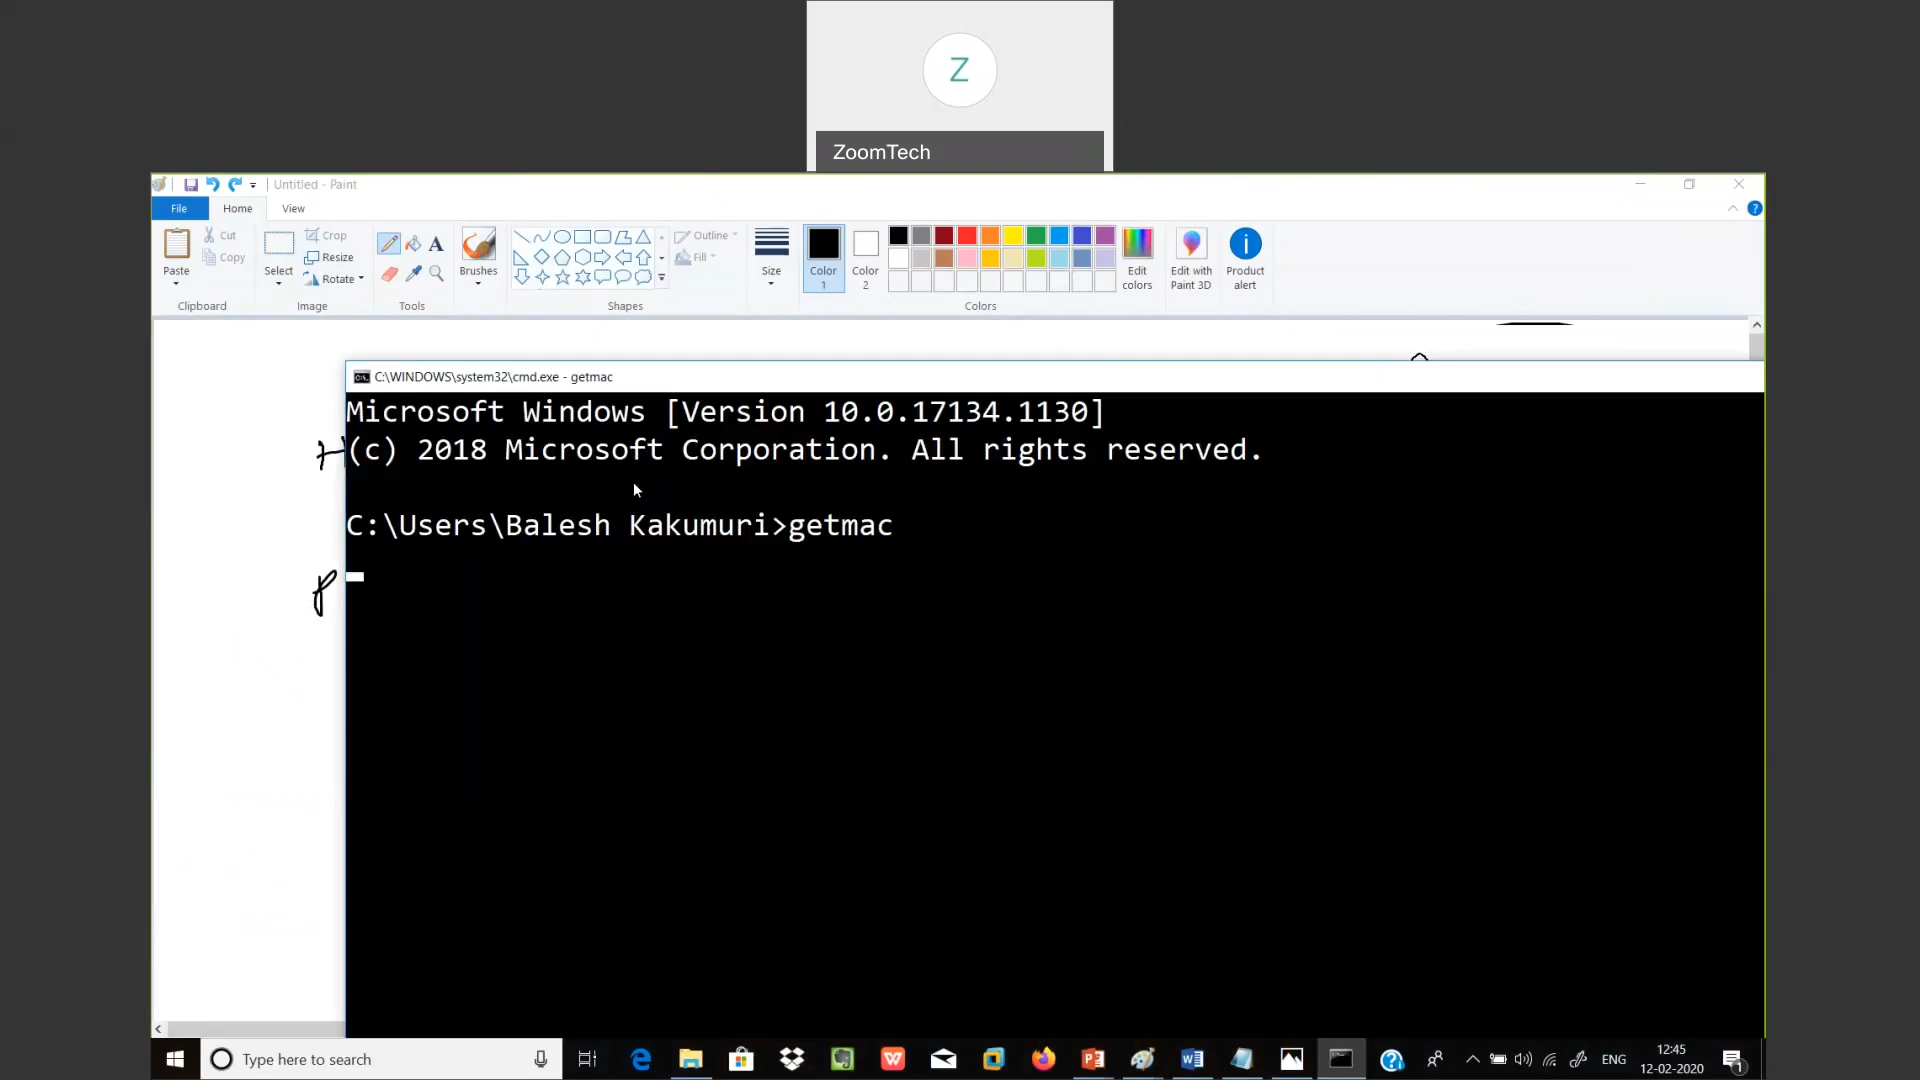 Z
ZoomTech
Untitled - Paint
File Home View
Paste
Cut
Copy
Clipboard
Select
Crop
Resize
Rotate
Image
Tools
A
Brushes
Shapes
Outline
Fill
Size
Color 1
Color 2
Colors
Edit colors
Edit with Paint 3D
Product alert
C:\WINDOWS\system32\cmd.exe - getmac
Microsoft Windows [Version 10.0.17134.1130]
(c) 2018 Microsoft Corporation. All rights reserved.
C:\Users\Balesh Kakumuri>getmac
Type here to search
ENG
12:45
12-02-2020
1